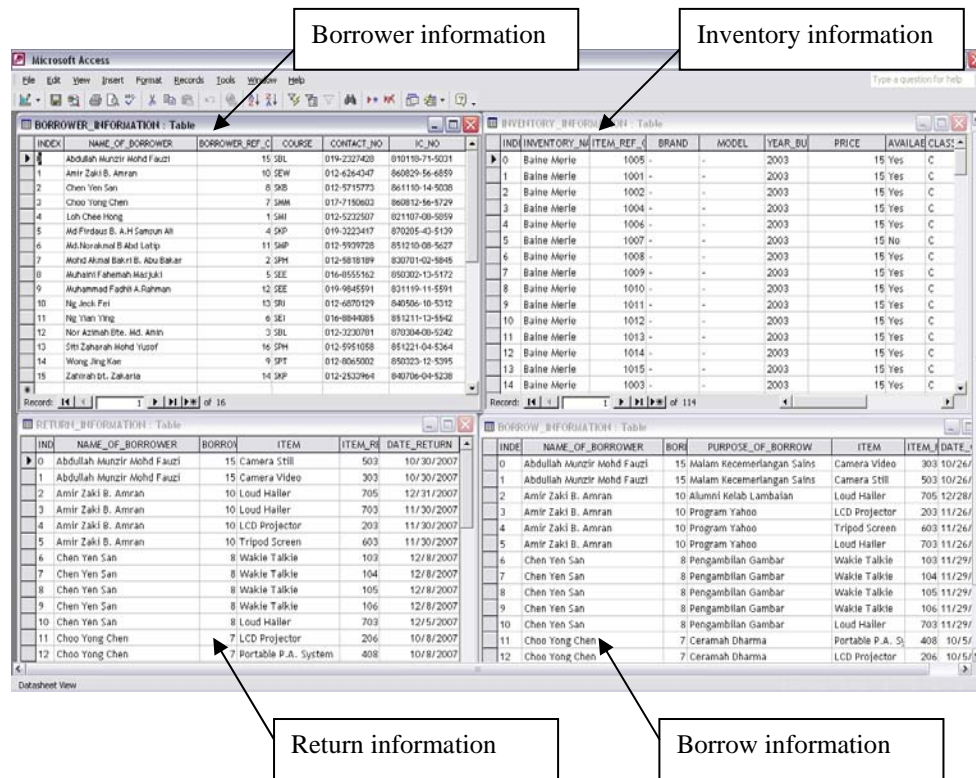 Borrower information
Inventory information
Microsoft Access
File Edit View Insert Format Records Tools Window Help
Type a question for help
BORROWER_INFORMATION : Table
INDEX NAME_OF_BORROWER BORROWER_REF_C COURSE CONTACT_NO IC_NO
Abdullah Munzir Mohd Fauzi 15 SBL 019-2327428 810118-71-5031
1 Amir Zaki B. Amran 10 SEW 012-6264347 860829-56-6859
2 Chen Yen San 8 SKB 012-5715773 861110-14-5038
3 Choo Yong Chen 7 SMM 017-7150603 860812-56-5729
4 Loh Chee Hong 1 SMI 012-5232507 821107-08-5859
5 Md Firdaus B. A.H Samsun Ali 4 SKP 019-3223417 870205-43-5139
6 Md.Norakmal B Abd Latip 11 SMP 012-5939728 851210-08-5627
7 Mohd Akmal Bakri B. Abu Bakar 2 SPH 012-5818189 830701-02-5845
8 Muhaini Fahemah Masjuki 5 SEE 016-8555162 850302-13-5172
9 Muhammad Fadhli A.Rahman 12 SEE 019-9845591 831119-11-5591
10 Ng Jeck Fei 13 SRJ 012-6870129 840506-10-5312
11 Ng Yian Ying 6 SEI 016-8844085 851211-13-5542
12 Nor Azimah Bte. Md. Amin 3 SBL 012-3230781 870304-08-5242
13 Siti Zaharah Mohd Yusof 16 SPH 012-5951058 851221-04-5364
14 Wong Jing Kae 9 SPT 012-8065002 850323-12-5395
15 Zahirah bt. Zakaria 14 SKP 012-2533964 840706-04-5238
Record: 1 of 16
INVENTORY_INFORMATION : Table
INDE INVENTORY_NA ITEM_REF_C BRAND MODEL YEAR_BU PRICE AVAILAE CLAS
0 Baine Merie 1005 - - 2003 15 Yes C
1 Baine Merie 1001 - - 2003 15 Yes C
2 Baine Merie 1002 - - 2003 15 Yes C
3 Baine Merie 1004 - - 2003 15 Yes C
4 Baine Merie 1006 - - 2003 15 Yes C
5 Baine Merie 1007 - - 2003 15 No C
6 Baine Merie 1008 - - 2003 15 Yes C
7 Baine Merie 1009 - - 2003 15 Yes C
8 Baine Merie 1010 - - 2003 15 Yes C
9 Baine Merie 1011 - - 2003 15 Yes C
10 Baine Merie 1012 - - 2003 15 Yes C
11 Baine Merie 1013 - - 2003 15 Yes C
12 Baine Merie 1014 - - 2003 15 Yes C
13 Baine Merie 1015 - - 2003 15 Yes C
14 Baine Merie 1003 - - 2003 15 Yes C
Record: 1 of 114
RETURN_INFORMATION : Table
IND NAME_OF_BORROWER BORROW ITEM ITEM_RE DATE_RETURN
0 Abdullah Munzir Mohd Fauzi 15 Camera Still 503 10/30/2007
1 Abdullah Munzir Mohd Fauzi 15 Camera Video 303 10/30/2007
2 Amir Zaki B. Amran 10 Loud Hailer 705 12/31/2007
3 Amir Zaki B. Amran 10 Loud Hailer 703 11/30/2007
4 Amir Zaki B. Amran 10 LCD Projector 203 11/30/2007
5 Amir Zaki B. Amran 10 Tripod Screen 603 11/30/2007
6 Chen Yen San 8 Wakie Talkie 103 12/8/2007
7 Chen Yen San 8 Wakie Talkie 104 12/8/2007
8 Chen Yen San 8 Wakie Talkie 105 12/8/2007
9 Chen Yen San 8 Wakie Talkie 106 12/8/2007
10 Chen Yen San 8 Loud Hailer 703 12/5/2007
11 Choo Yong Chen 7 LCD Projector 206 10/8/2007
12 Choo Yong Chen 7 Portable P.A. System 408 10/8/2007
BORROW_INFORMATION : Table
INDE NAME_OF_BORROWER BORI PURPOSE_OF_BORROW ITEM ITEM_I DATE_
0 Abdullah Munzir Mohd Fauzi 15 Malam Kecemerlangan Sains Camera Video 303 10/26/
1 Abdullah Munzir Mohd Fauzi 15 Malam Kecemerlangan Sains Camera Still 503 10/26/
2 Amir Zaki B. Amran 10 Alumni Kelab Lambaian Loud Hailer 705 12/28/
3 Amir Zaki B. Amran 10 Program Yahoo LCD Projector 203 11/26/
4 Amir Zaki B. Amran 10 Program Yahoo Tripod Screen 603 11/26/
5 Amir Zaki B. Amran 10 Program Yahoo Loud Hailer 703 11/26/
6 Chen Yen San 8 Pengambilan Gambar Wakie Talkie 103 11/29/
7 Chen Yen San 8 Pengambilan Gambar Wakie Talkie 104 11/29/
8 Chen Yen San 8 Pengambilan Gambar Wakie Talkie 105 11/29/
9 Chen Yen San 8 Pengambilan Gambar Wakie Talkie 106 11/29/
10 Chen Yen San 8 Pengambilan Gambar Loud Hailer 703 11/29/
11 Choo Yong Chen 7 Ceramah Dharma Portable P.A. Sy 408 10/5/
12 Choo Yong Chen 7 Ceramah Dharma LCD Projector 206 10/5/
Datasheet View
Return information
Borrow information